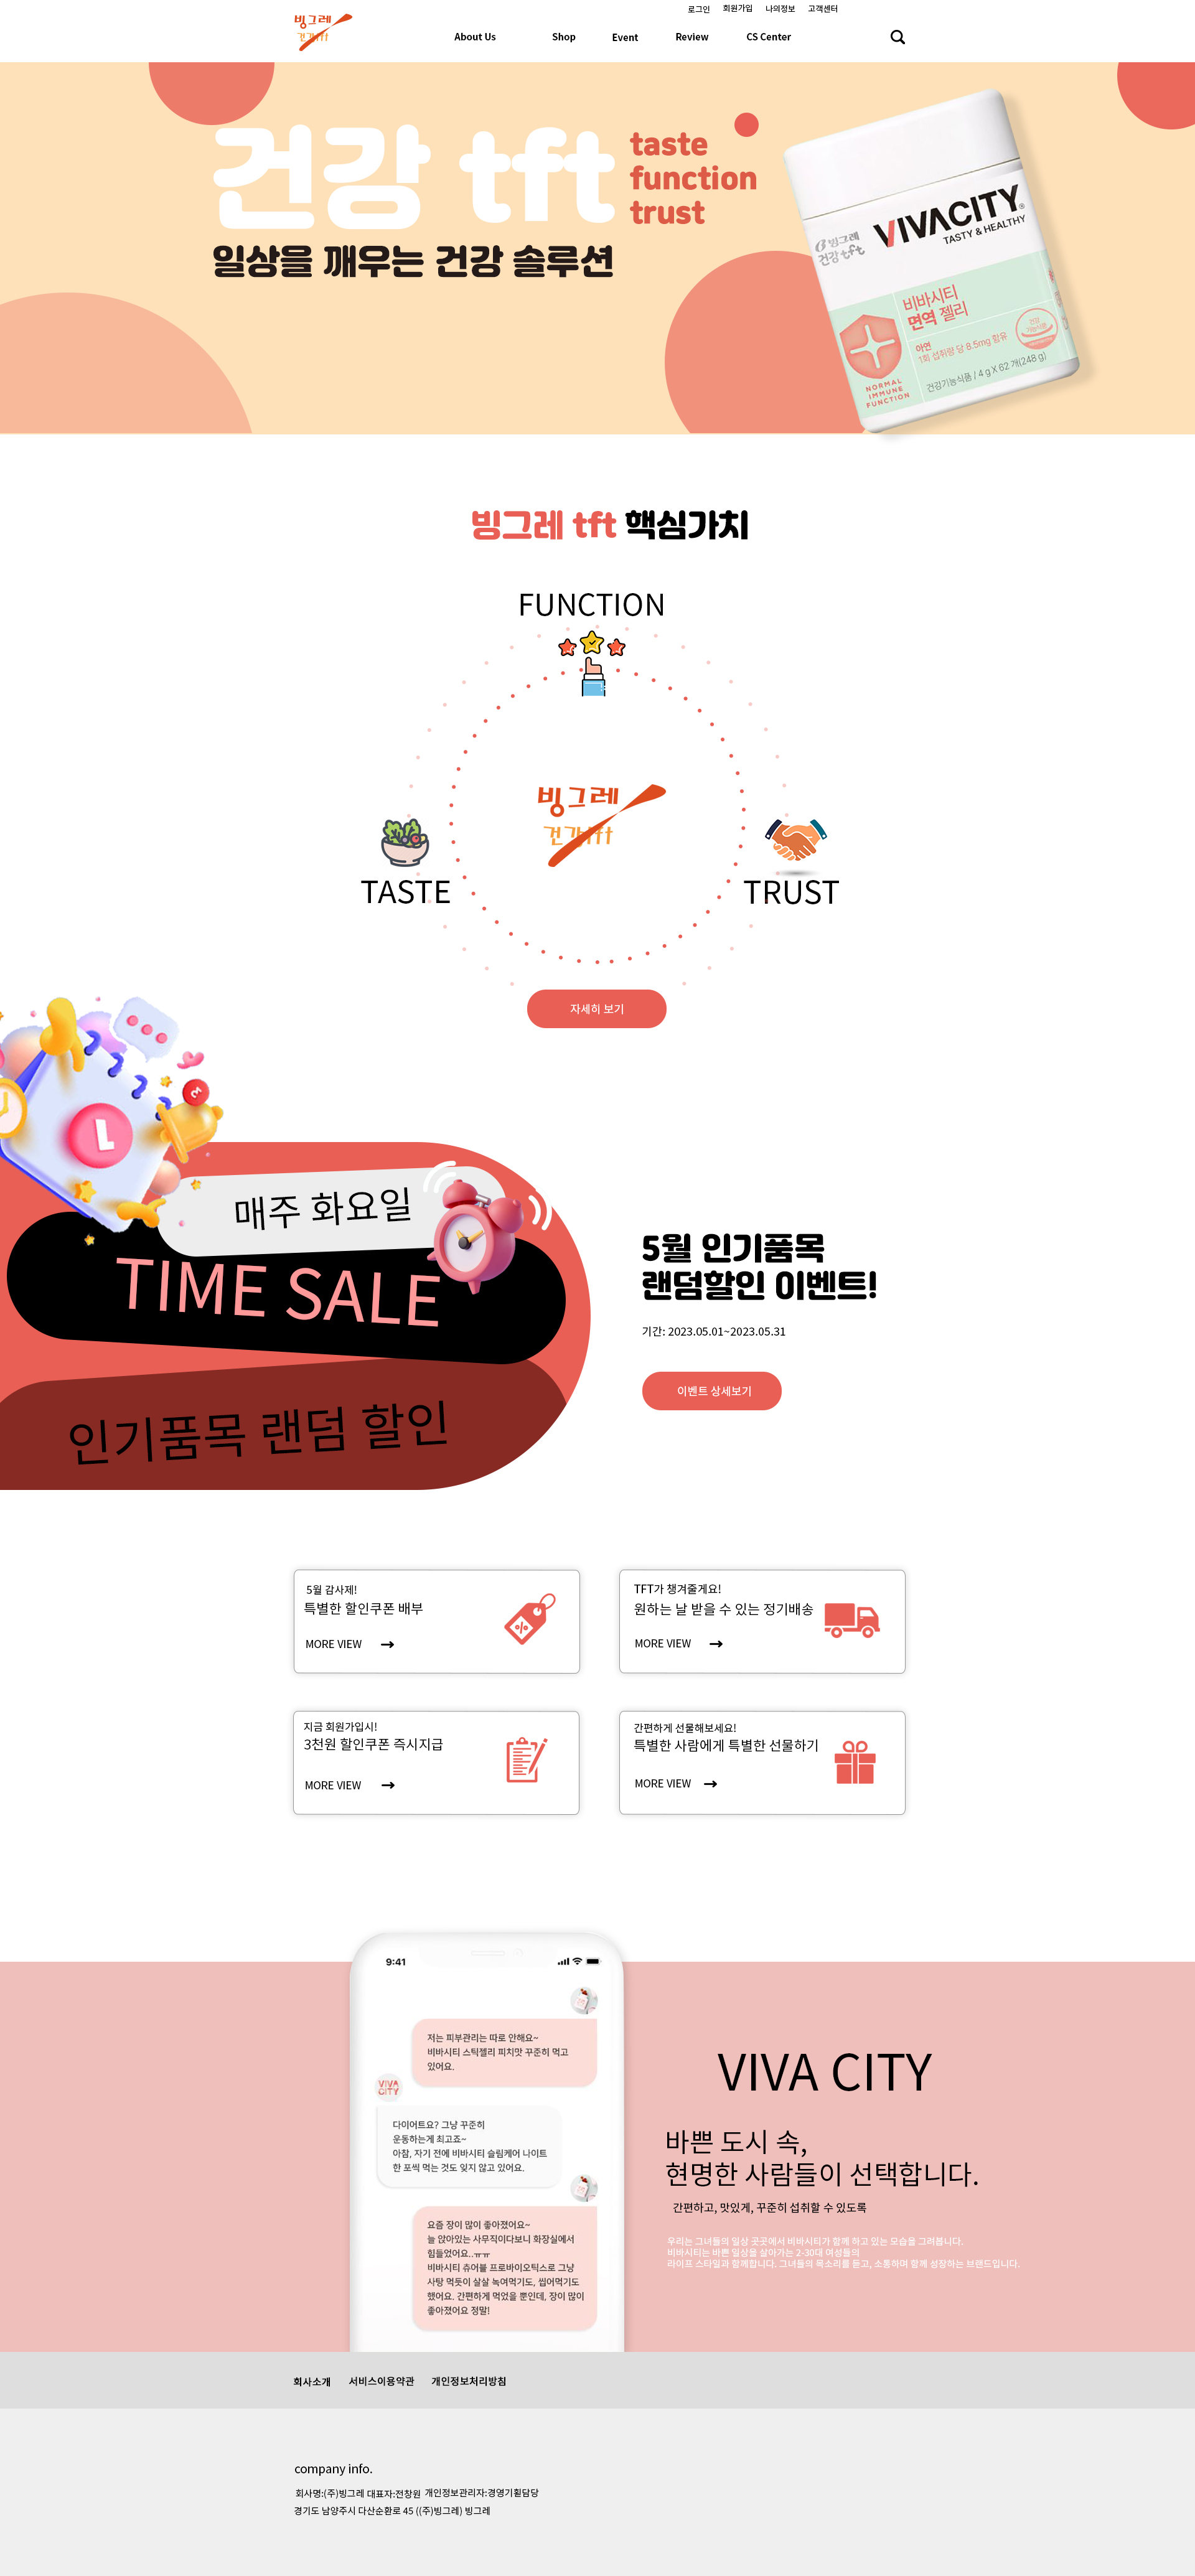 로그인 회원가입 나의정보 고객센터
빙그레
건강tft
About Us Shop Event Review CS Center
건강 tft
taste
function
trust
일상을 깨우는 건강 솔루션
VIVACITY®
TASTY & HEALTHY
빙그레
건강tft
비바시티
면역 젤리
아연
1회 섭취량 당 8.5mg 함유
건강
기능식품
NORMAL
IMMUNE
FUNCTION
건강기능식품 / 4 g X 62 개(248 g)
빙그레 tft 핵심가치
FUNCTION
빙그레
건강tft
TASTE
TRUST
자세히 보기
매주 화요일
TIME SALE
인기품목 랜덤 할인
5월 인기품목
랜덤할인 이벤트!
기간: 2023.05.01~2023.05.31
이벤트 상세보기
5월 감사제!
특별한 할인쿠폰 배부
MORE VIEW
TFT가 챙겨줄게요!
원하는 날 받을 수 있는 정기배송
MORE VIEW
지금 회원가입시!
3천원 할인쿠폰 즉시지급
MORE VIEW
간편하게 선물해보세요!
특별한 사람에게 특별한 선물하기
MORE VIEW
9:41
저는 피부관리는 따로 안해요~
비바시티 스틱젤리 피치맛 꾸준히 먹고
있어요.
VIVA
CITY
다이어트요? 그냥 꾸준히
운동하는게 최고죠~
아참, 자기 전에 비바시티 슬림케어 나이트
한 포씩 먹는 것도 잊지 않고 있어요.
요즘 장이 많이 좋아졌어요~
늘 앉아있는 사무직이다보니 화장실에서
힘들었어요..ㅠㅠ
비바시티 츄어블 프로바이오틱스로 그냥
사탕 먹듯이 살살 녹여먹기도, 씹어먹기도
했어요. 간편하게 먹었을 뿐인데, 장이 많이
좋아졌어요 정말!
VIVA CITY
바쁜 도시 속,
현명한 사람들이 선택합니다.
간편하고, 맛있게, 꾸준히 섭취할 수 있도록
우리는 그녀들의 일상 곳곳에서 비바시티가 함께 하고 있는 모습을 그려봅니다.
비바시티는 바쁜 일상을 살아가는 2-30대 여성들의
라이프 스타일과 함께합니다. 그녀들의 목소리를 듣고, 소통하며 함께 성장하는 브랜드입니다.
회사소개 서비스이용약관 개인정보처리방침
company info.
회사명:(주)빙그레 대표자:전창원 개인정보관리자:경영기횔담당
경기도 남양주시 다산순환로 45 ((주)빙그레) 빙그레